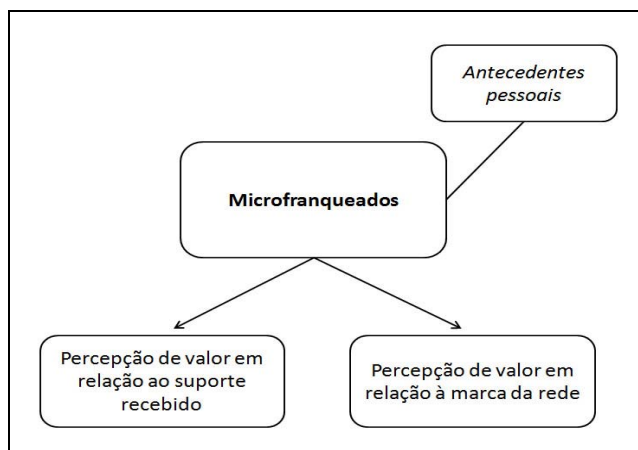 Antecedentes
pessoais
Microfranqueados
Percepção de valor em
relação ao suporte
recebido
Percepção de valor em
relação à marca da rede